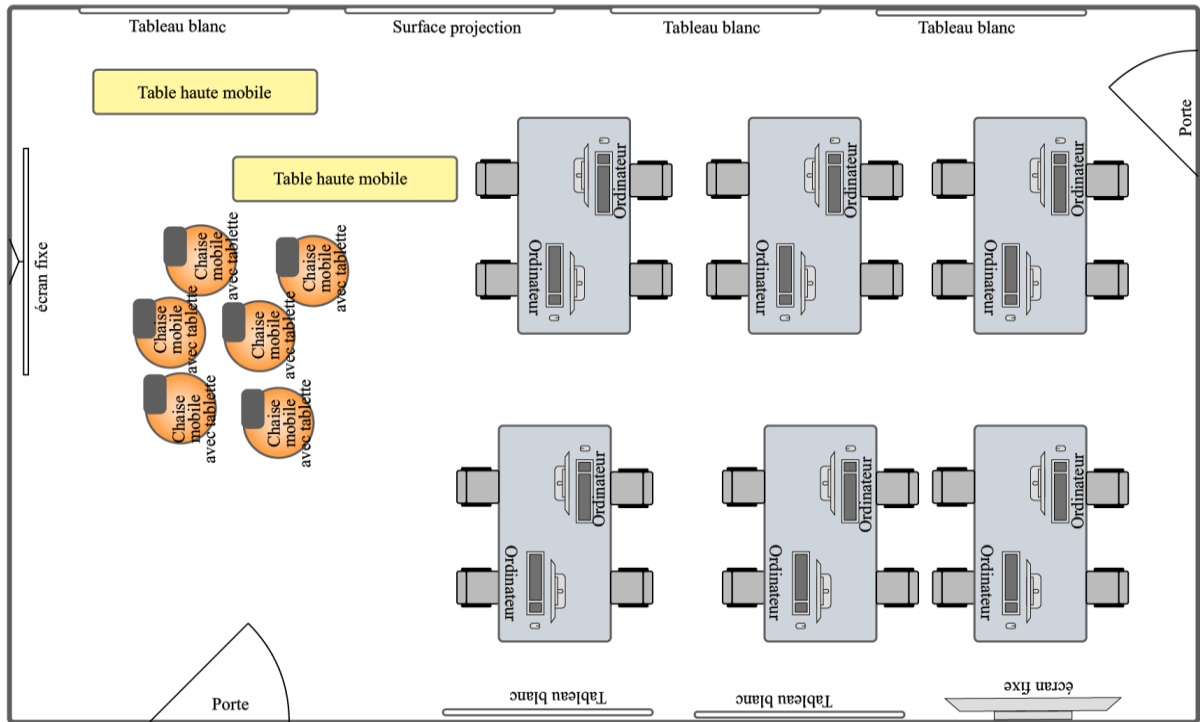 Tableau blanc
Surface projection
Tableau blanc
Tableau blanc
Table haute mobile
Porte
Table haute mobile
écran fixe
Chaise
mobile
avec tablette
Chaise
mobile
avec tablette
Chaise
mobile
avec tablette
Chaise
mobile
avec tablette
Chaise
mobile
avec tablette
Chaise
mobile
avec tablette
Ordinateur
Ordinateur
Ordinateur
Ordinateur
Ordinateur
Ordinateur
Ordinateur
Ordinateur
Ordinateur
Ordinateur
Ordinateur
Ordinateur
Porte
Tableau blanc
Tableau blanc
écran fixe